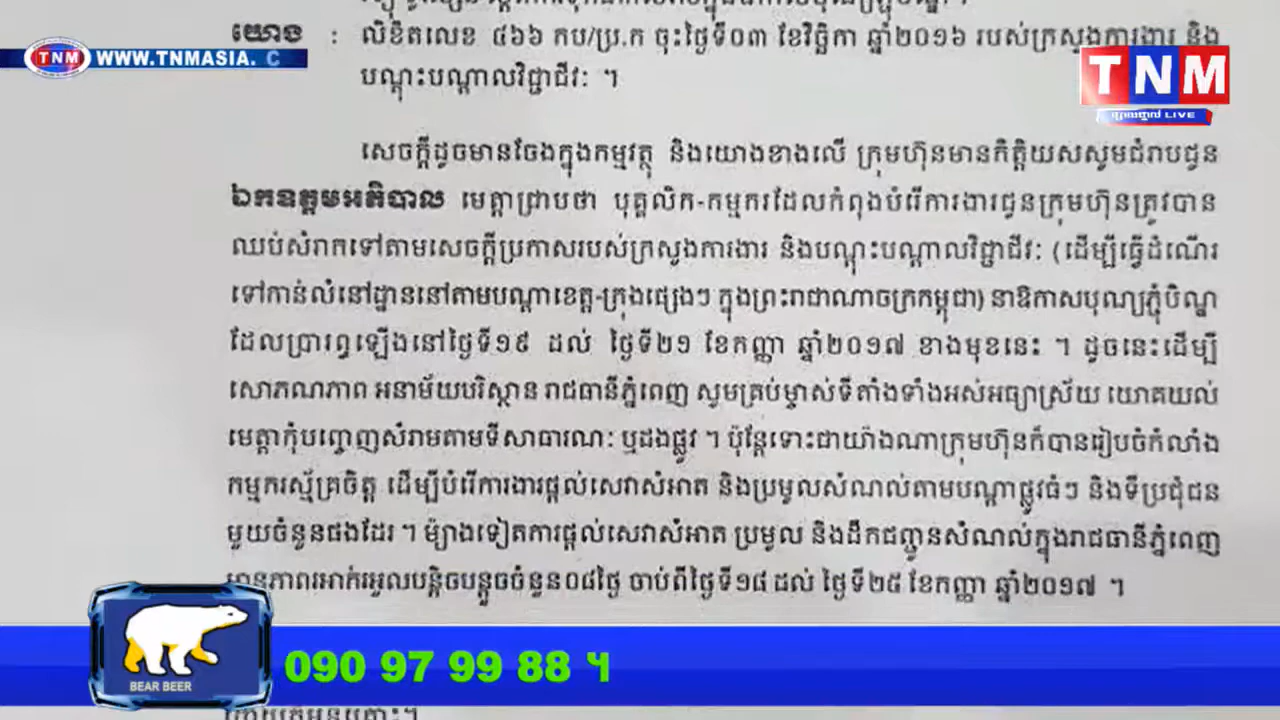 យោង : លិខិតលេខ ៤៦៦ កប/ប្រ.ក ចុះថ្ងៃទី០៣ ខែវិច្ឆិកា ឆ្នាំ២០១៦ របស់ក្រសួងការងារ និង
WWW.TNMASIA. C
TNM
បណ្តុះបណ្តាលវិជ្ជាជីវៈ ។
TNM
ផ្សាយផ្ទាល់ LIVE
សេចក្តីដូចមានចែងក្នុងកម្មវត្ថុ និងយោងខាងលើ ក្រុមហ៊ុនមានកិត្តិយសសូមជំរាបជូន
ឯកឧត្តមអភិបាល មេត្តាជ្រាបថា បុគ្គលិក-កម្មករដែលកំពុងបំរើការងារជូនក្រុមហ៊ុនត្រូវបាន
ឈប់សំរាកទៅតាមសេចក្តីប្រកាសរបស់ក្រសួងការងារ និងបណ្តុះបណ្តាលវិជ្ជាជីវៈ (ដើម្បីធ្វើដំណើរ
ទៅកាន់លំនៅដ្ឋាននៅតាមបណ្តាខេត្ត-ក្រុងផ្សេងៗ ក្នុងព្រះរាជាណាចក្រកម្ពុជា) នាឱកាសបុណ្យភ្ជុំបិណ្ឌ
ដែលប្រារព្ធឡើងនៅថ្ងៃទី១៩ ដល់ ថ្ងៃទី២១ ខែកញ្ញា ឆ្នាំ២០១៧ ខាងមុខនេះ ។ ដូចនេះដើម្បី
សោភណភាព អនាម័យបរិស្ថាន រាជធានីភ្នំពេញ សូមគ្រប់ម្ចាស់ទីតាំងទាំងអស់អធ្យាស្រ័យ យោគយល់
មេត្តាកុំបញ្ចេញសំរាមតាមទីសាធារណៈ ឬដងផ្លូវ ។ ប៉ុន្តែទោះជាយ៉ាងណាក្រុមហ៊ុនក៏បានរៀបចំកំលាំង
កម្មករស្ម័គ្រចិត្ត ដើម្បីបំរើការងារផ្តល់សេវាសំអាត និងប្រមូលសំណល់តាមបណ្តាផ្លូវធំៗ និងទីប្រជុំជន
មួយចំនួនផងដែរ ។ ម៉្យាងទៀតការផ្តល់សេវាសំអាត ប្រមូល និងដឹកជញ្ជូនសំណល់ក្នុងរាជធានីភ្នំពេញ
មានភាពរអាក់រអួលបន្តិចបន្តួចចំនួន០៨ថ្ងៃ ចាប់ពីថ្ងៃទី១៨ ដល់ ថ្ងៃទី២៥ ខែកញ្ញា ឆ្នាំ២០១៧ ។
BEAR BEER
090 97 99 88 ។